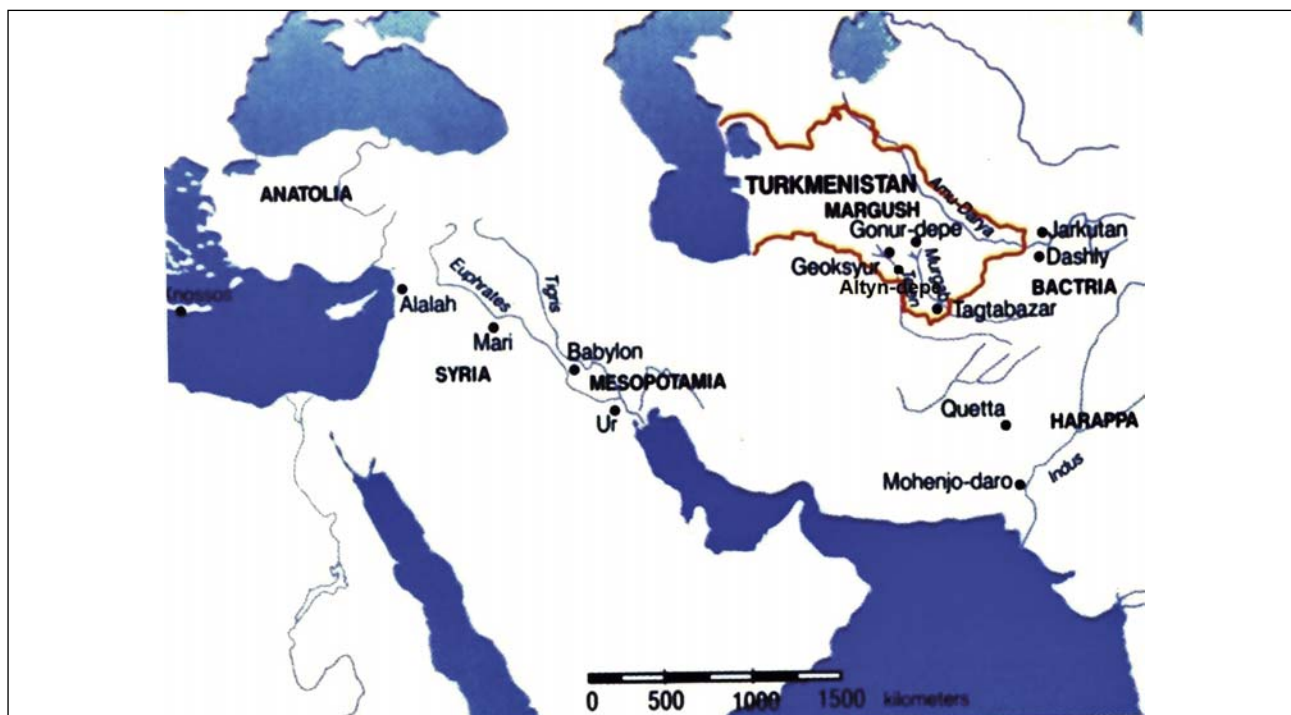 ANATOLIA
TURKMENISTAN
MARGUSH
Amu-Darya
Gonur-depe
Jarkutan
Geoksyur
Dashly
Murgab
Altyn-depe
BACTRIA
Tagtabazar
Knossos
Alalah
Euphrates
Tigris
Mari
Babylon
SYRIA
MESOPOTAMIA
Ur
Quetta
HARAPPA
Mohenjo-daro
Indus
0 500 1000 1500 kilometers